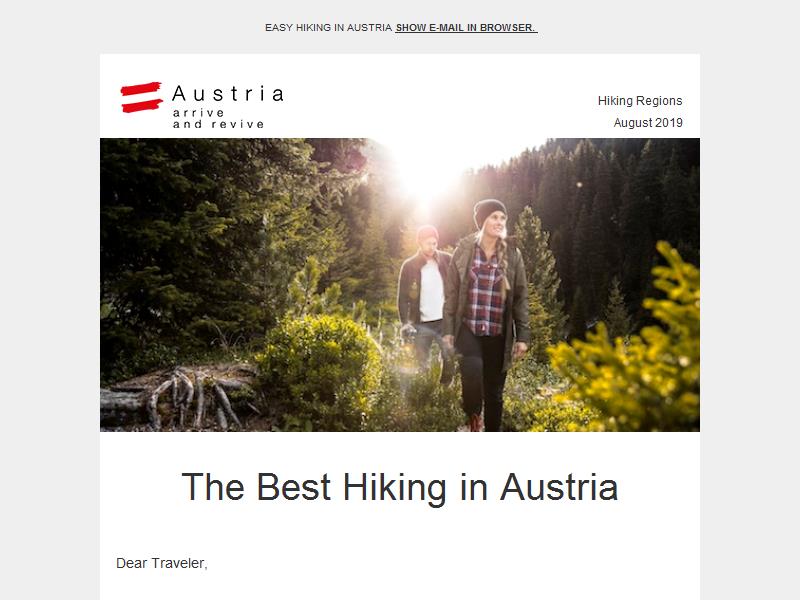 EASY HIKING IN AUSTRIA SHOW E-MAIL IN BROWSER.
Austria
arrive
and revive
Hiking Regions
August 2019
The Best Hiking in Austria
Dear Traveler,